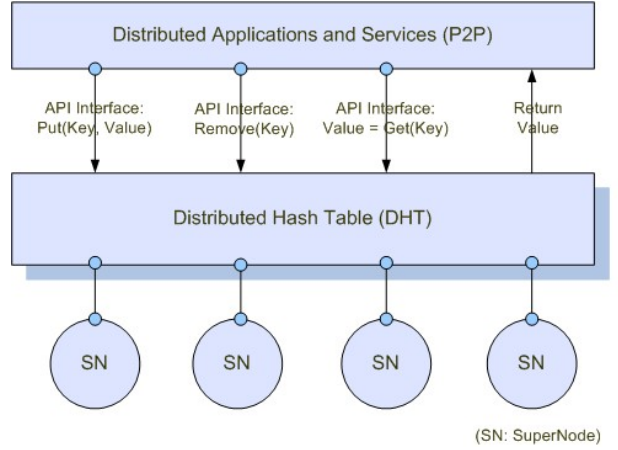 Distributed Applications and Services (P2P)
API Interface:
Put(Key, Value)
API Interface:
Remove(Key)
API Interface:
Value = Get(Key)
Return
Value
Distributed Hash Table (DHT)
SN
SN
SN
SN
(SN: SuperNode)